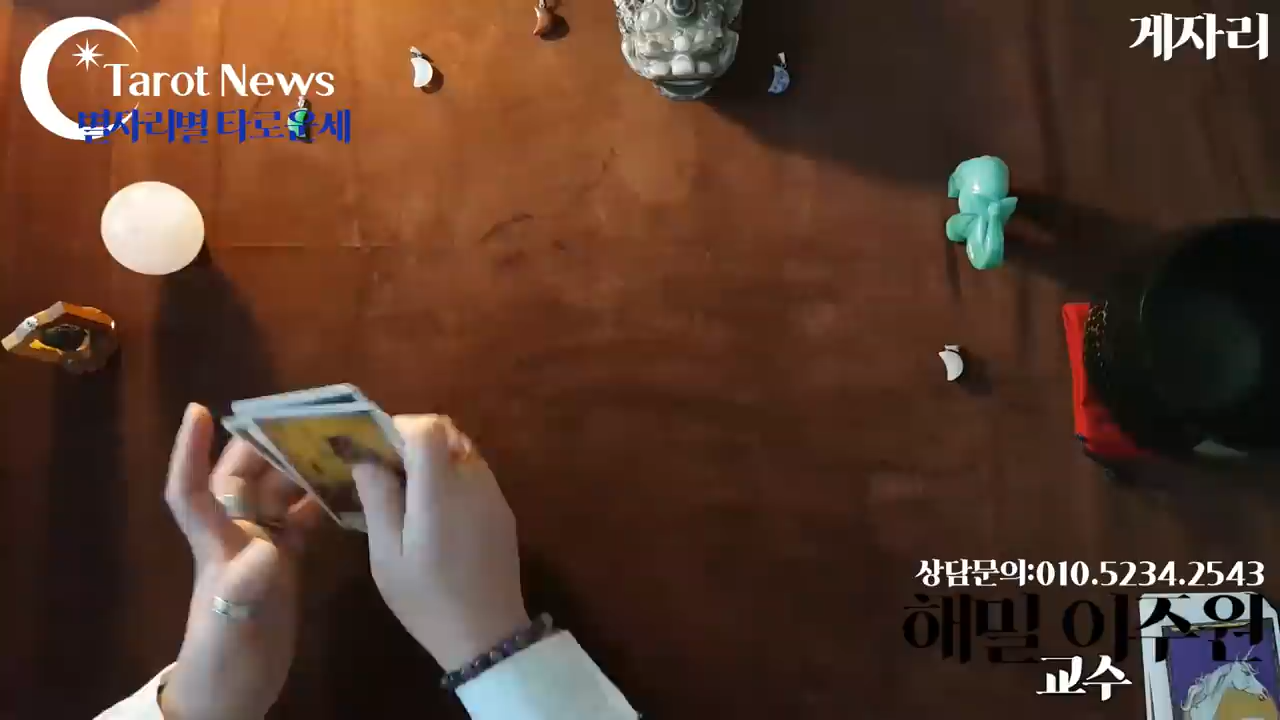 Tarot News
별자리별 타로운세
게자리
상담문의:010.5234.2543
해밀 이주원
교수